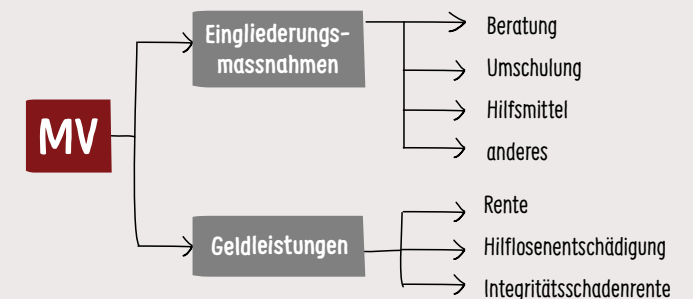 MV
Eingliederungs-
massnahmen
Beratung
Umschulung
Hilfsmittel
anderes
Geldleistungen
Rente
Hilflosenentschädigung
Integritätsschadenrente